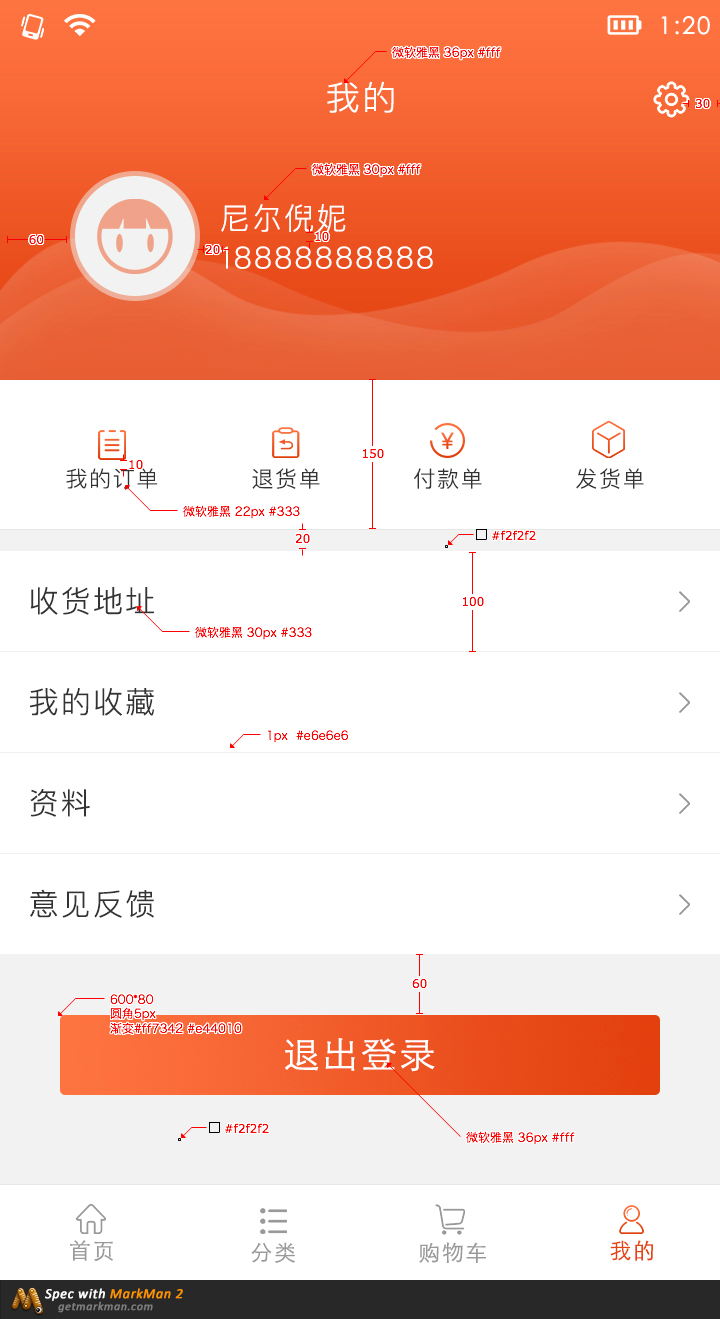 1:20
微软雅黑 36px #fff
我的
30
微软雅黑 30px #fff
尼尔倪妮
10
60
20
18888888888
150
10
我的订单
退货单
付款单
发货单
微软雅黑 22px #333
20
#f2f2f2
收货地址
100
微软雅黑 30px #333
我的收藏
1px #e6e6e6
资料
意见反馈
60
600*80
圆角5px
渐变#ff7342 #e44010
退出登录
#f2f2f2
微软雅黑 36px #fff
首页
分类
购物车
我的
Spec with MarkMan 2
getmarkman.com